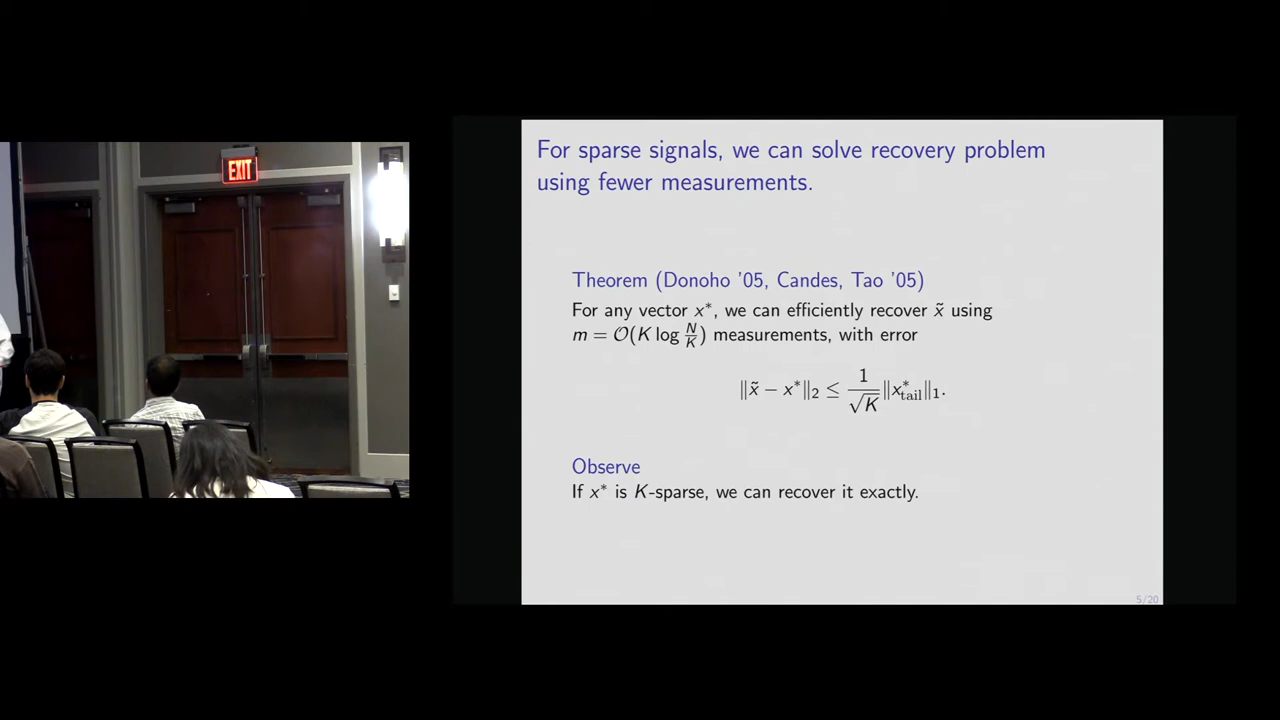 EXIT
For sparse signals, we can solve recovery problem
using fewer measurements.
Theorem (Donoho '05, Candes, Tao '05)
For any vector x*, we can efficiently recover x̃ using
m = 𝒪(K log N/K) measurements, with error
‖x̃ − x*‖₂ ≤ 1/√K ‖x*_tail‖₁.
Observe
If x* is K-sparse, we can recover it exactly.
5/20